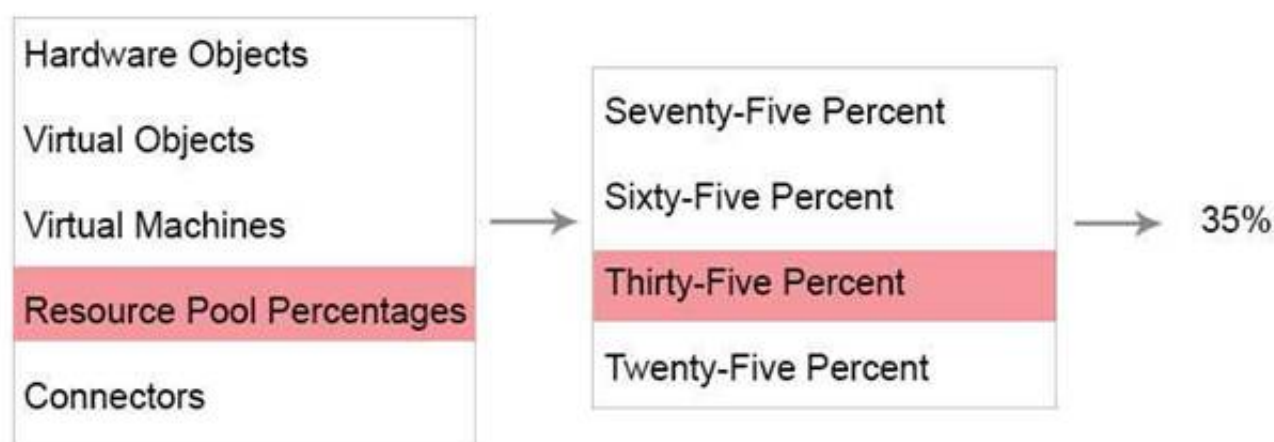 Hardware Objects
Virtual Objects
Virtual Machines
Resource Pool Percentages
Connectors
Seventy-Five Percent
Sixty-Five Percent
Thirty-Five Percent
Twenty-Five Percent
35%